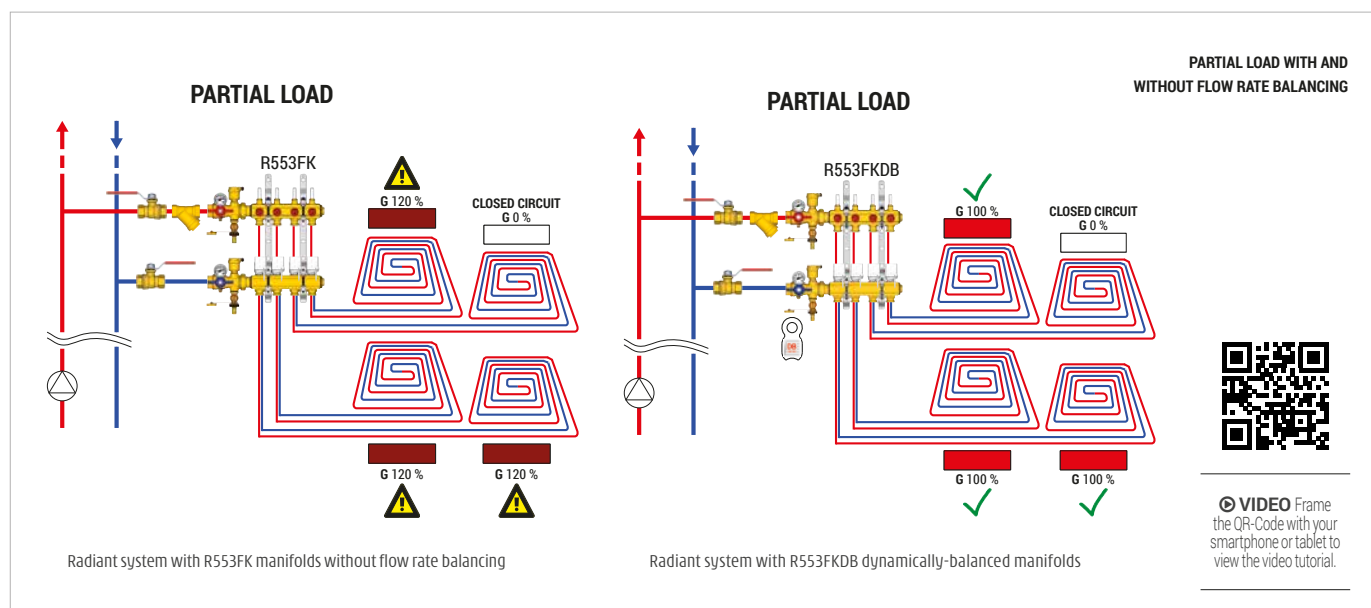 PARTIAL LOAD WITH AND
WITHOUT FLOW RATE BALANCING
PARTIAL LOAD
R553FK
G 120 %
CLOSED CIRCUIT
G 0 %
G 120 %
G 120 %
Radiant system with R553FK manifolds without flow rate balancing
PARTIAL LOAD
R553FKDB
G 100 %
CLOSED CIRCUIT
G 0 %
G 100 %
G 100 %
Radiant system with R553FKDB dynamically-balanced manifolds
VIDEO Frame
the QR-Code with your
smartphone or tablet to
view the video tutorial.